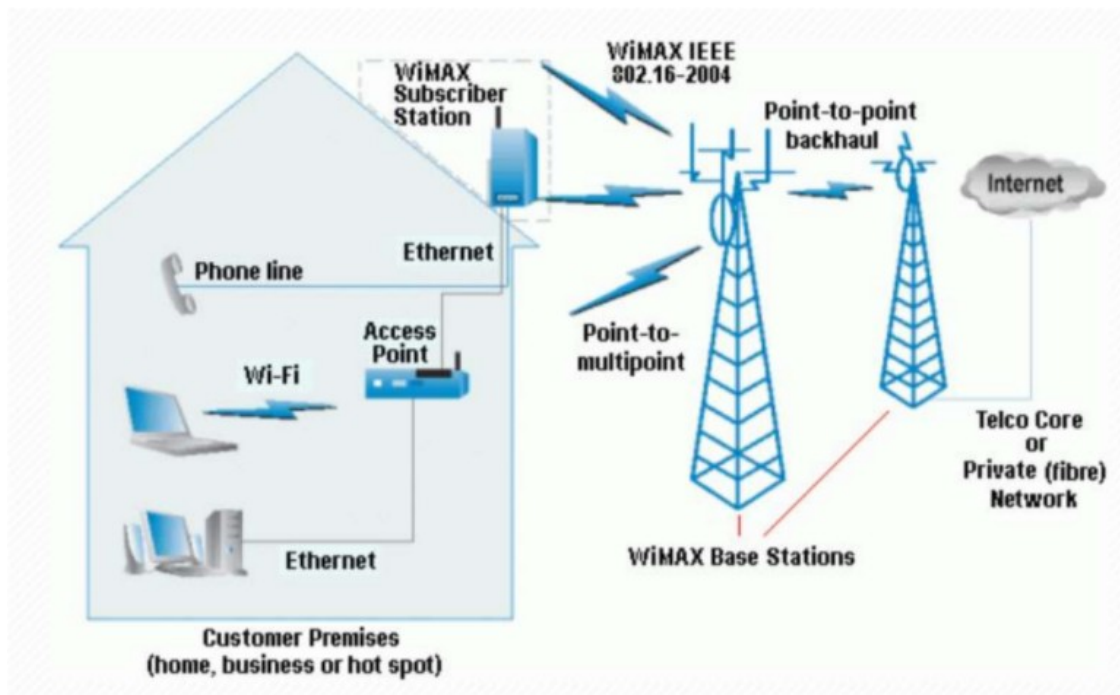 WiMAX IEEE
802.16-2004
WiMAX
Subscriber
Station
Point-to-point
backhaul
Internet
Ethernet
Phone line
Access
Point
Point-to-
multipoint
Wi-Fi
Telco Core
or
Private (fibre)
Network
Ethernet
WiMAX Base Stations
Customer Premises
(home, business or hot spot)